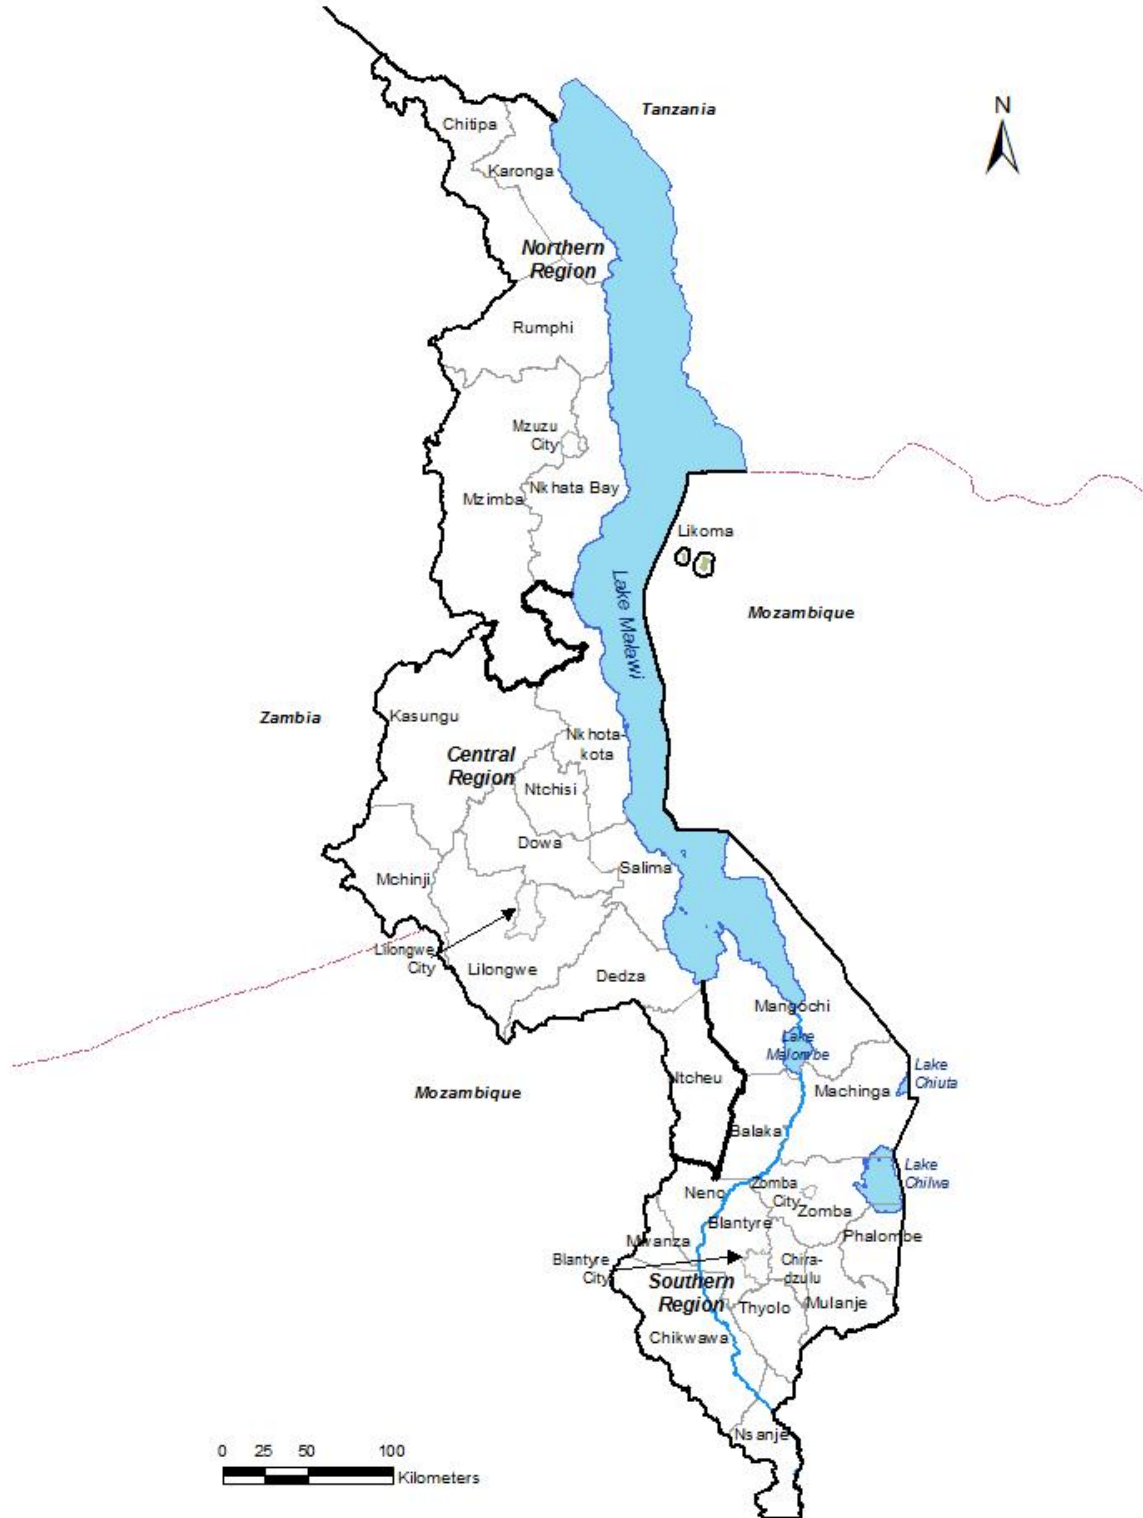 N
Tanzania
Chitipa
Karonga
Northern
Region
Rumphi
Mzuzu
City
Nkhata Bay
Mzimba
Likoma
Lake Malawi
Mozambique
Zambia
Kasungu
Nkhota-
kota
Central
Region
Ntchisi
Dowa
Salima
Mchinji
Lilongwe
City
Lilongwe
Dedza
Mangochi
Lake
Malombe
Lake
Chiuta
Ntcheu
Machinga
Mozambique
Balaka
Lake
Chilwa
Neno
Zomba
City
Zomba
Blantyre
Phalombe
Mwanza
Blantyre
City
Chira-
dzulu
Southern
Region
Thyolo
Mulanje
Chikwawa
Nsanje
0 25 50 100
Kilometers